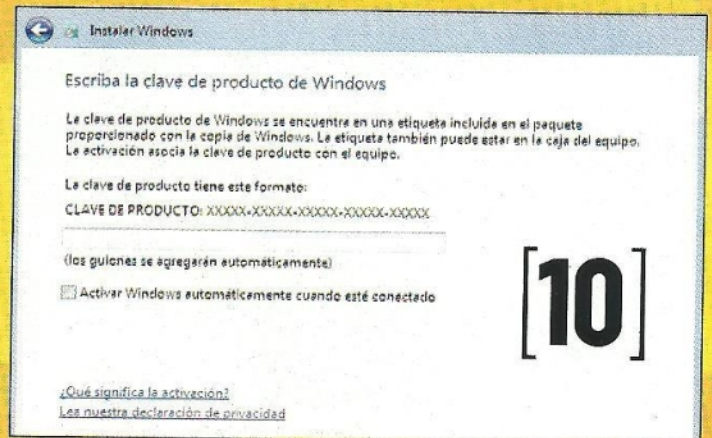 Instalar Windows
Escriba la clave de producto de Windows
La clave de producto de Windows se encuentra en una etiqueta incluida en el paquete
proporcionado con la copia de Windows. La etiqueta también puede estar en la caja del equipo.
La activación asocia la clave de producto con el equipo.
La clave de producto tiene este formato:
CLAVE DE PRODUCTO: XXXXX-XXXXX-XXXXX-XXXXX-XXXXX
(los guiones se agregarán automáticamente)
Activar Windows automáticamente cuando esté conectado
[10]
¿Qué significa la activación?
Lea nuestra declaración de privacidad